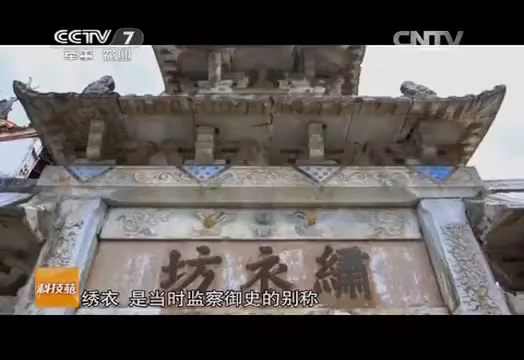 CCTV 7
军事 农业
CNTV
坊衣繡
科技苑
绣衣 是当时监察御史的别称